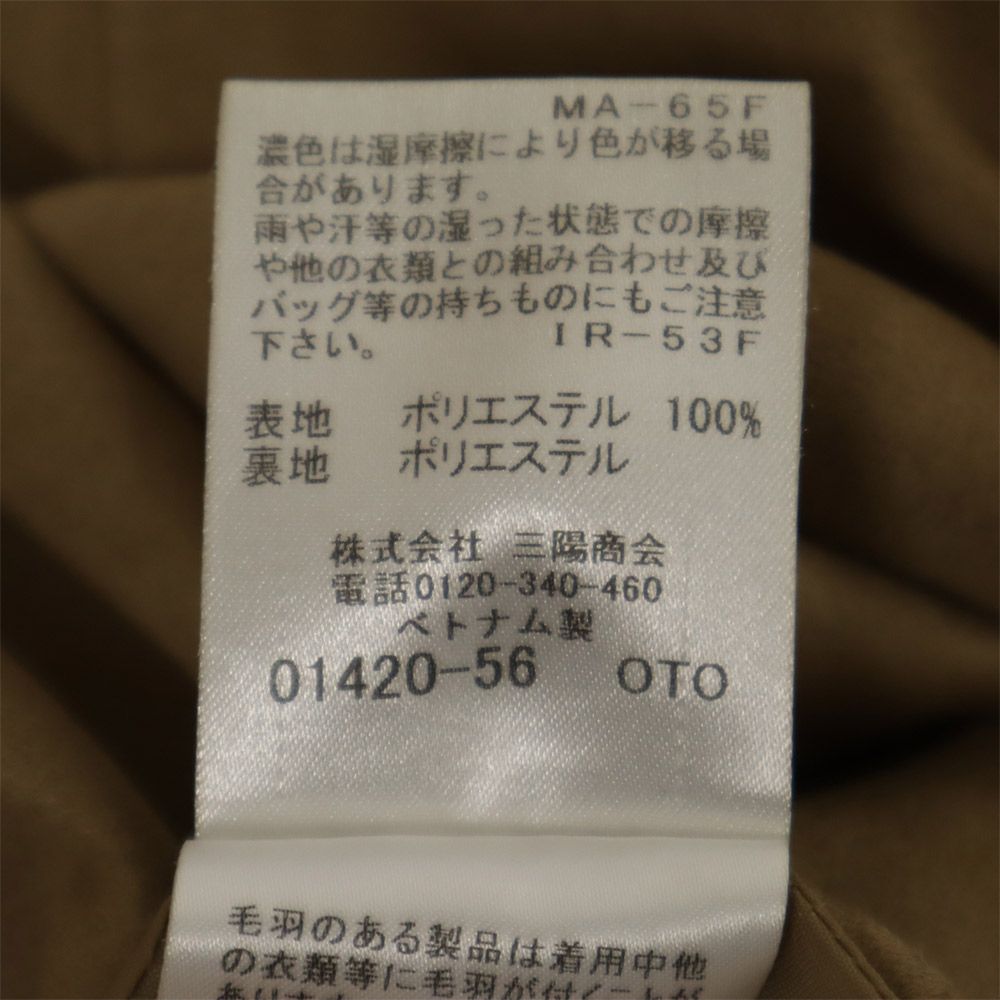 MA-65F
濃色は湿摩擦により色が移る場
合があります。
雨や汗等の湿った状態での摩擦
や他の衣類との組み合わせ及び
バッグ等の持ちものにもご注意
下さい。 IR-53F
表地 ポリエステル 100%
裏地 ポリエステル
株式会社 三陽商会
電話0120-340-460
ベトナム製
01420-56 OTO
毛羽のある製品は着用中他
の衣類等に毛羽が付くことが
あります